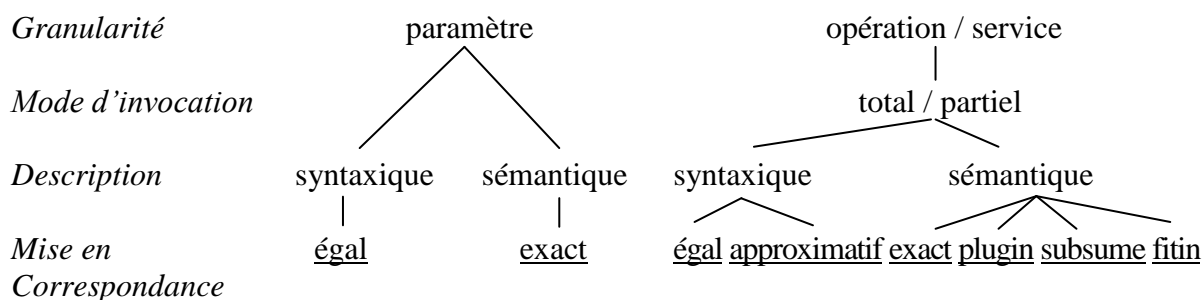 Granularité paramètre opération / service
Mode d'invocation total / partiel
Description syntaxique sémantique syntaxique sémantique
Mise en égal exact égal approximatif exact plugin subsume fitin
Correspondance